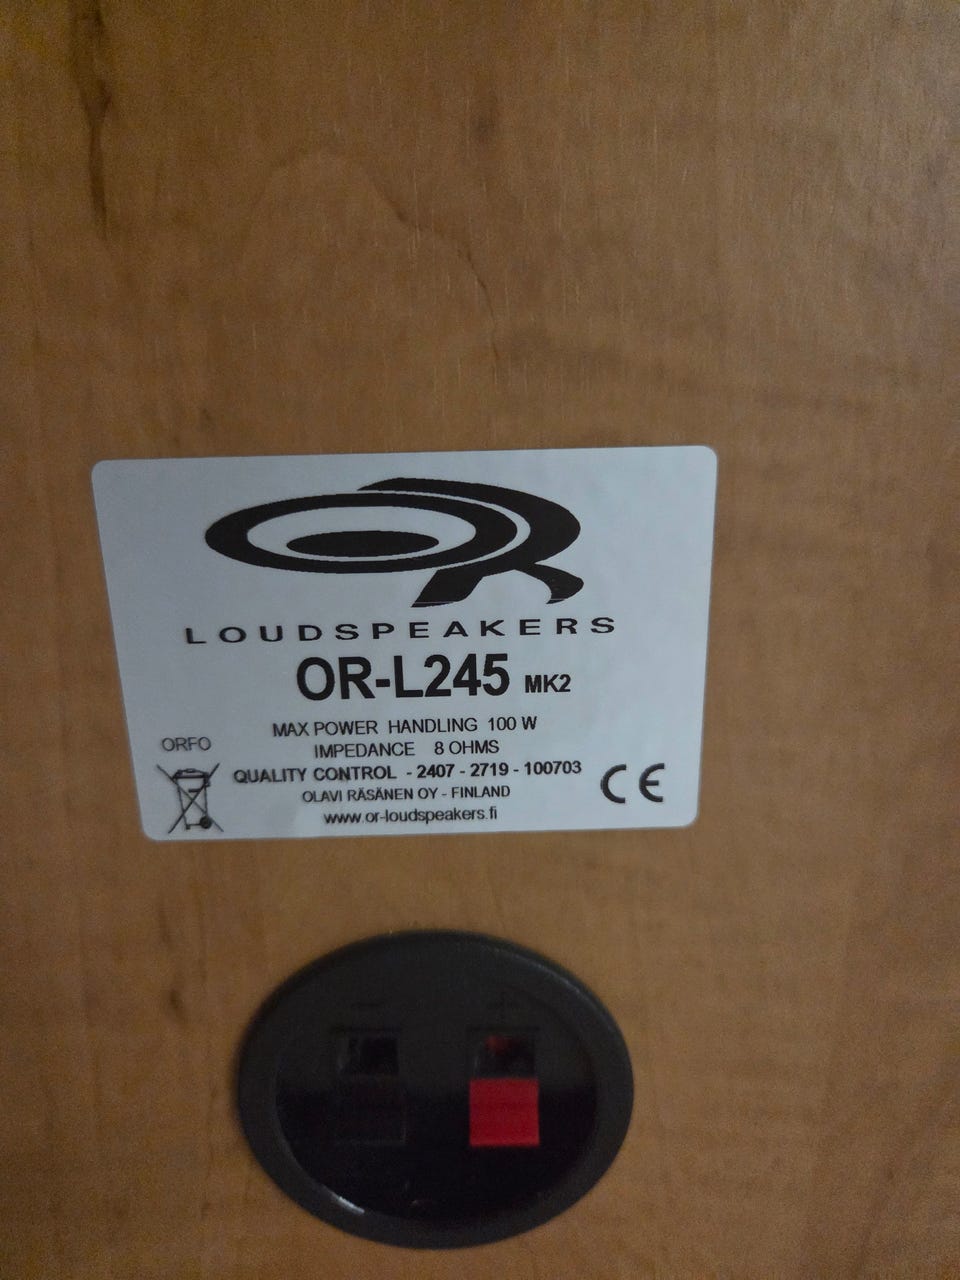 OR
LOUDSPEAKERS
OR-L245 MK2
MAX POWER HANDLING 100 W
IMPEDANCE 8 OHMS
ORFO
QUALITY CONTROL - 2407 - 2719 - 100703
OLAVI RÄSÄNEN OY - FINLAND
www.or-loudspeakers.fi
CE
- +